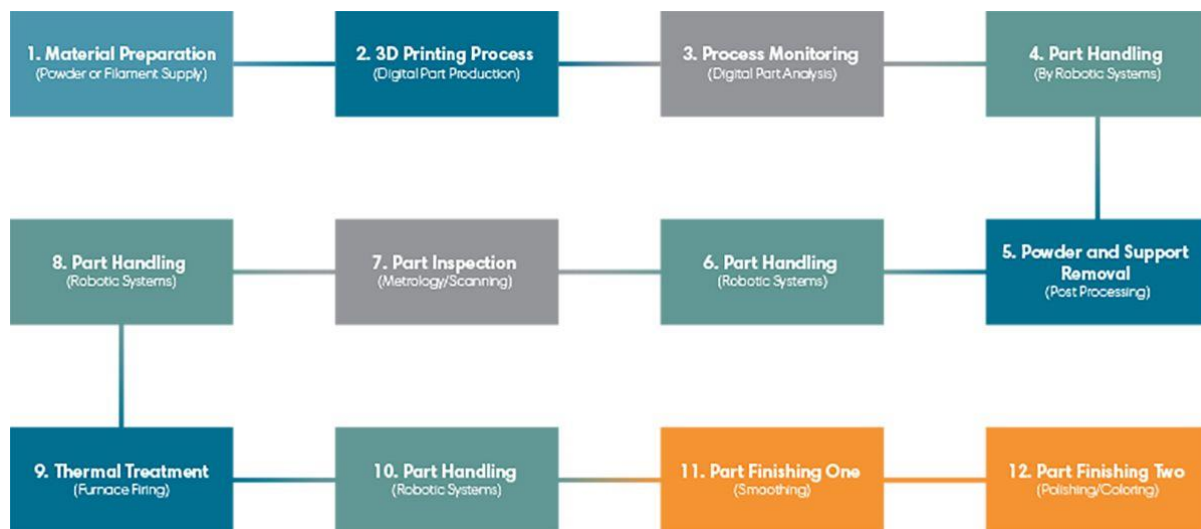 1. Material Preparation
(Powder or Filament Supply)
2. 3D Printing Process
(Digital Part Production)
3. Process Monitoring
(Digital Part Analysis)
4. Part Handling
(By Robotic Systems)
5. Powder and Support
Removal
(Post Processing)
6. Part Handling
(Robotic Systems)
7. Part Inspection
(Metrology/Scanning)
8. Part Handling
(Robotic Systems)
9. Thermal Treatment
(Furnace Firing)
10. Part Handling
(Robotic Systems)
11. Part Finishing One
(Smoothing)
12. Part Finishing Two
(Polishing/Coloring)